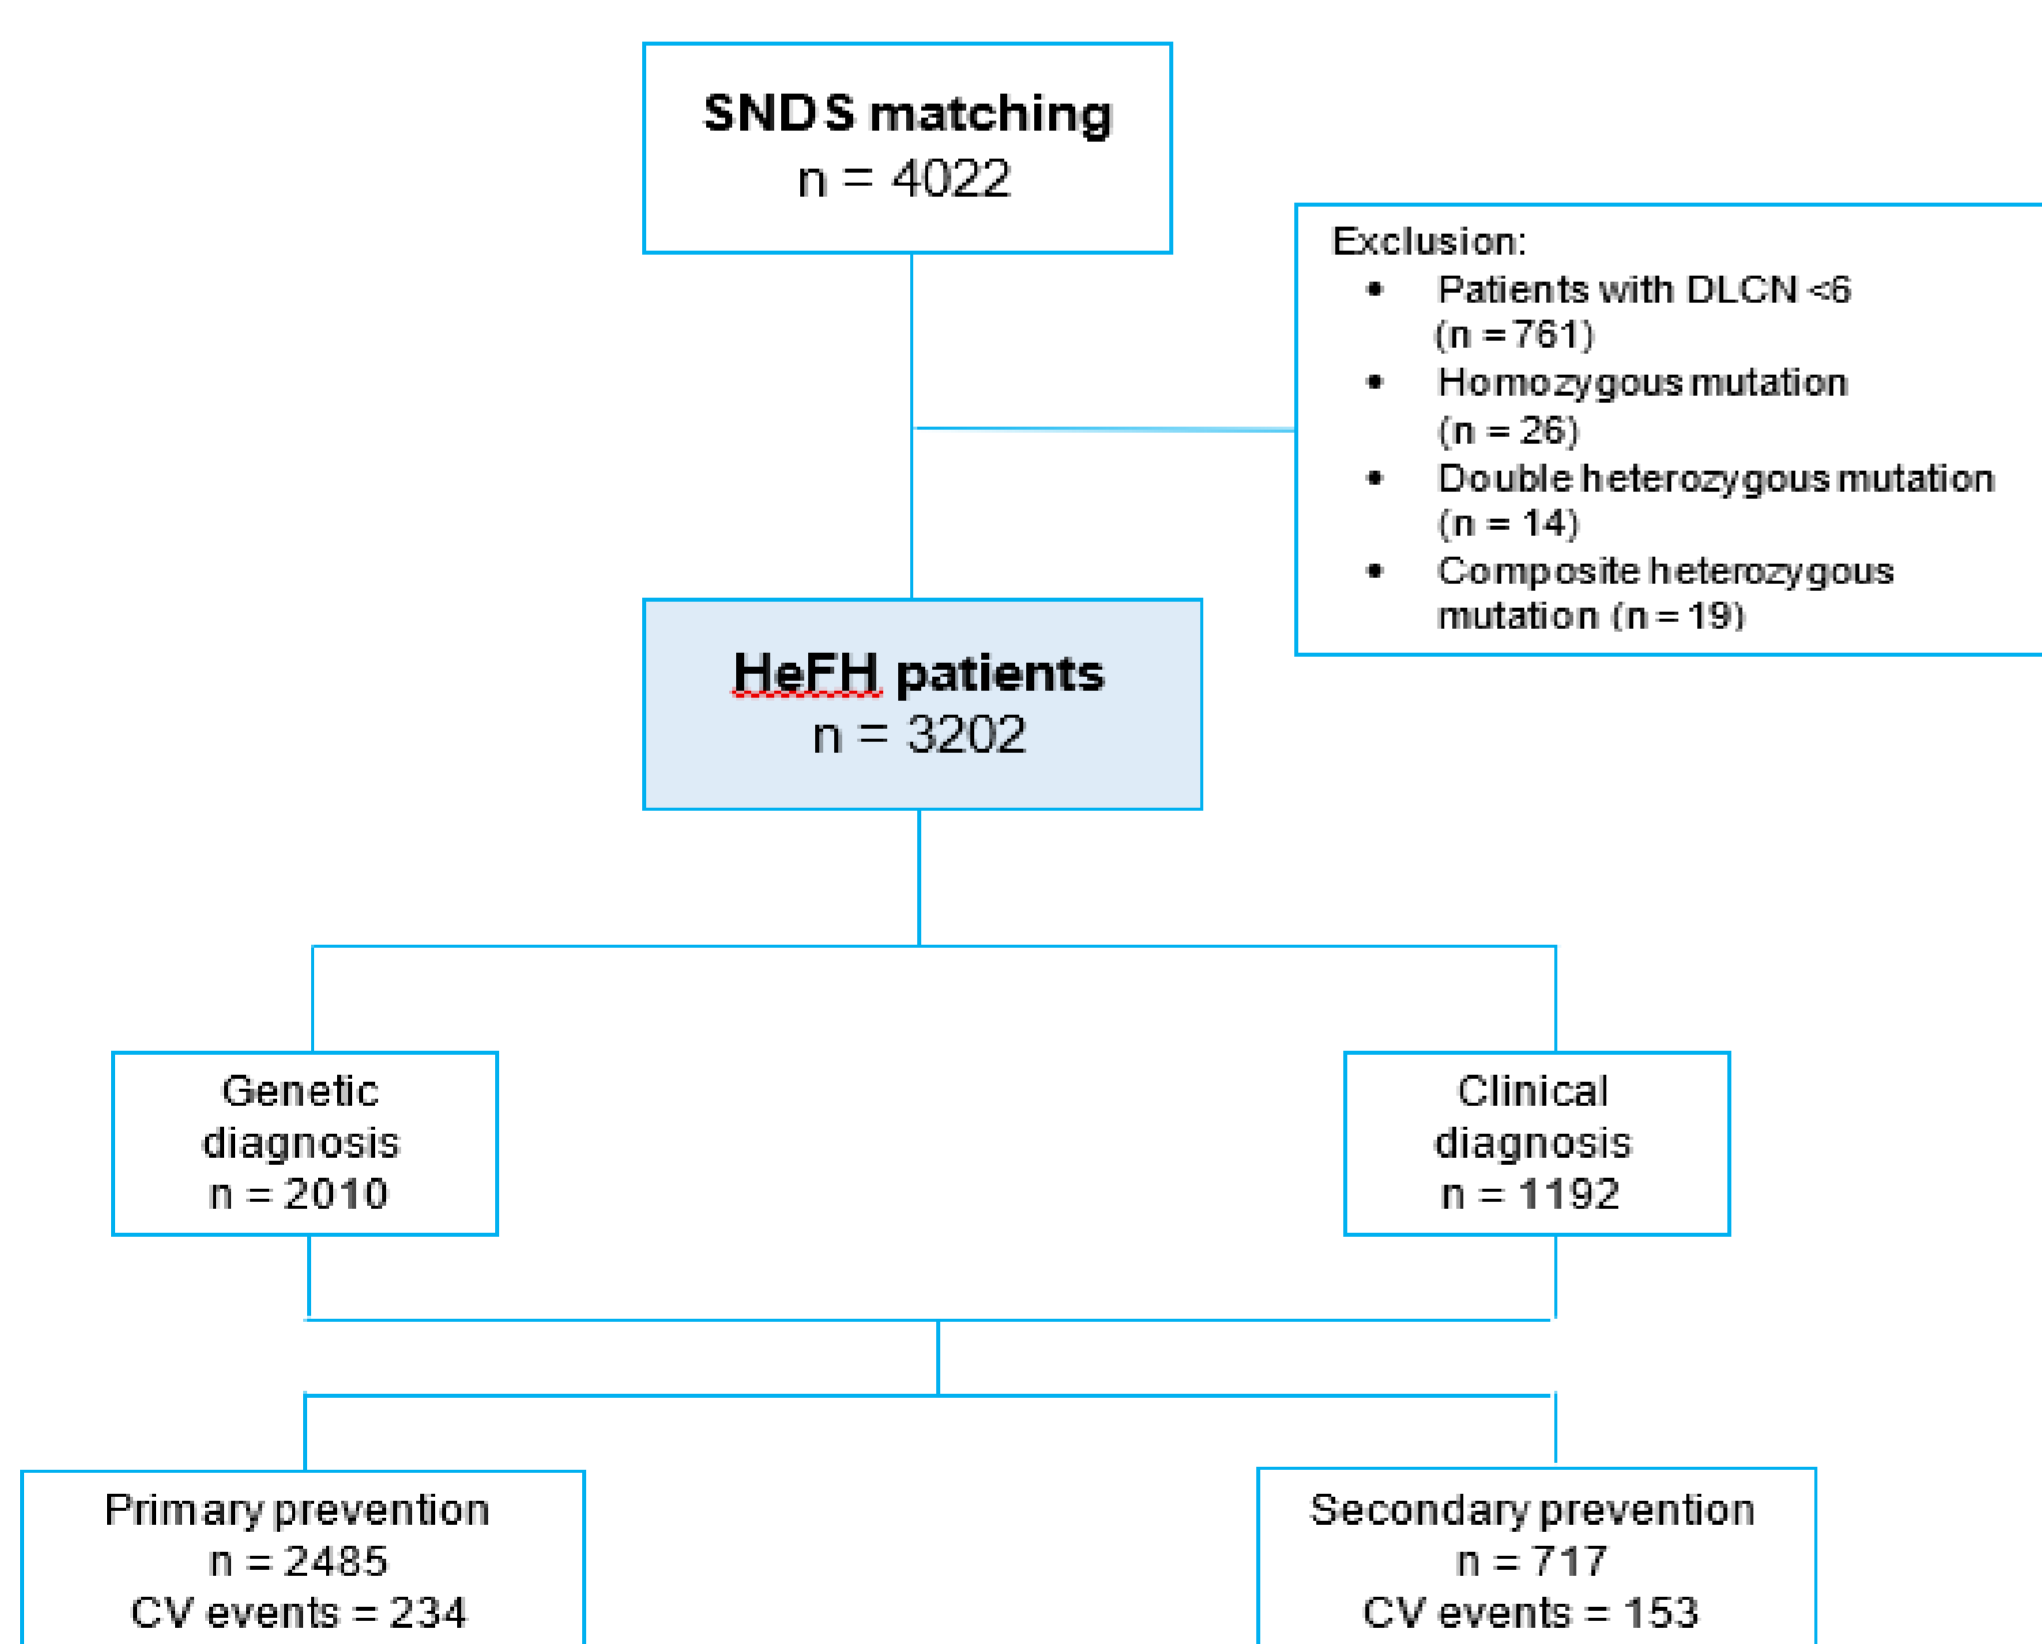 SNDS matching
n = 4022
Exclusion:
• Patients with DLCN <6
(n = 761)
• Homozygous mutation
(n = 26)
• Double heterozygous mutation
(n = 14)
• Composite heterozygous
mutation (n = 19)
HeFH patients
n = 3202
Genetic
diagnosis
n = 2010
Clinical
diagnosis
n = 1192
Primary prevention
n = 2485
CV events = 234
Secondary prevention
n = 717
CV events = 153